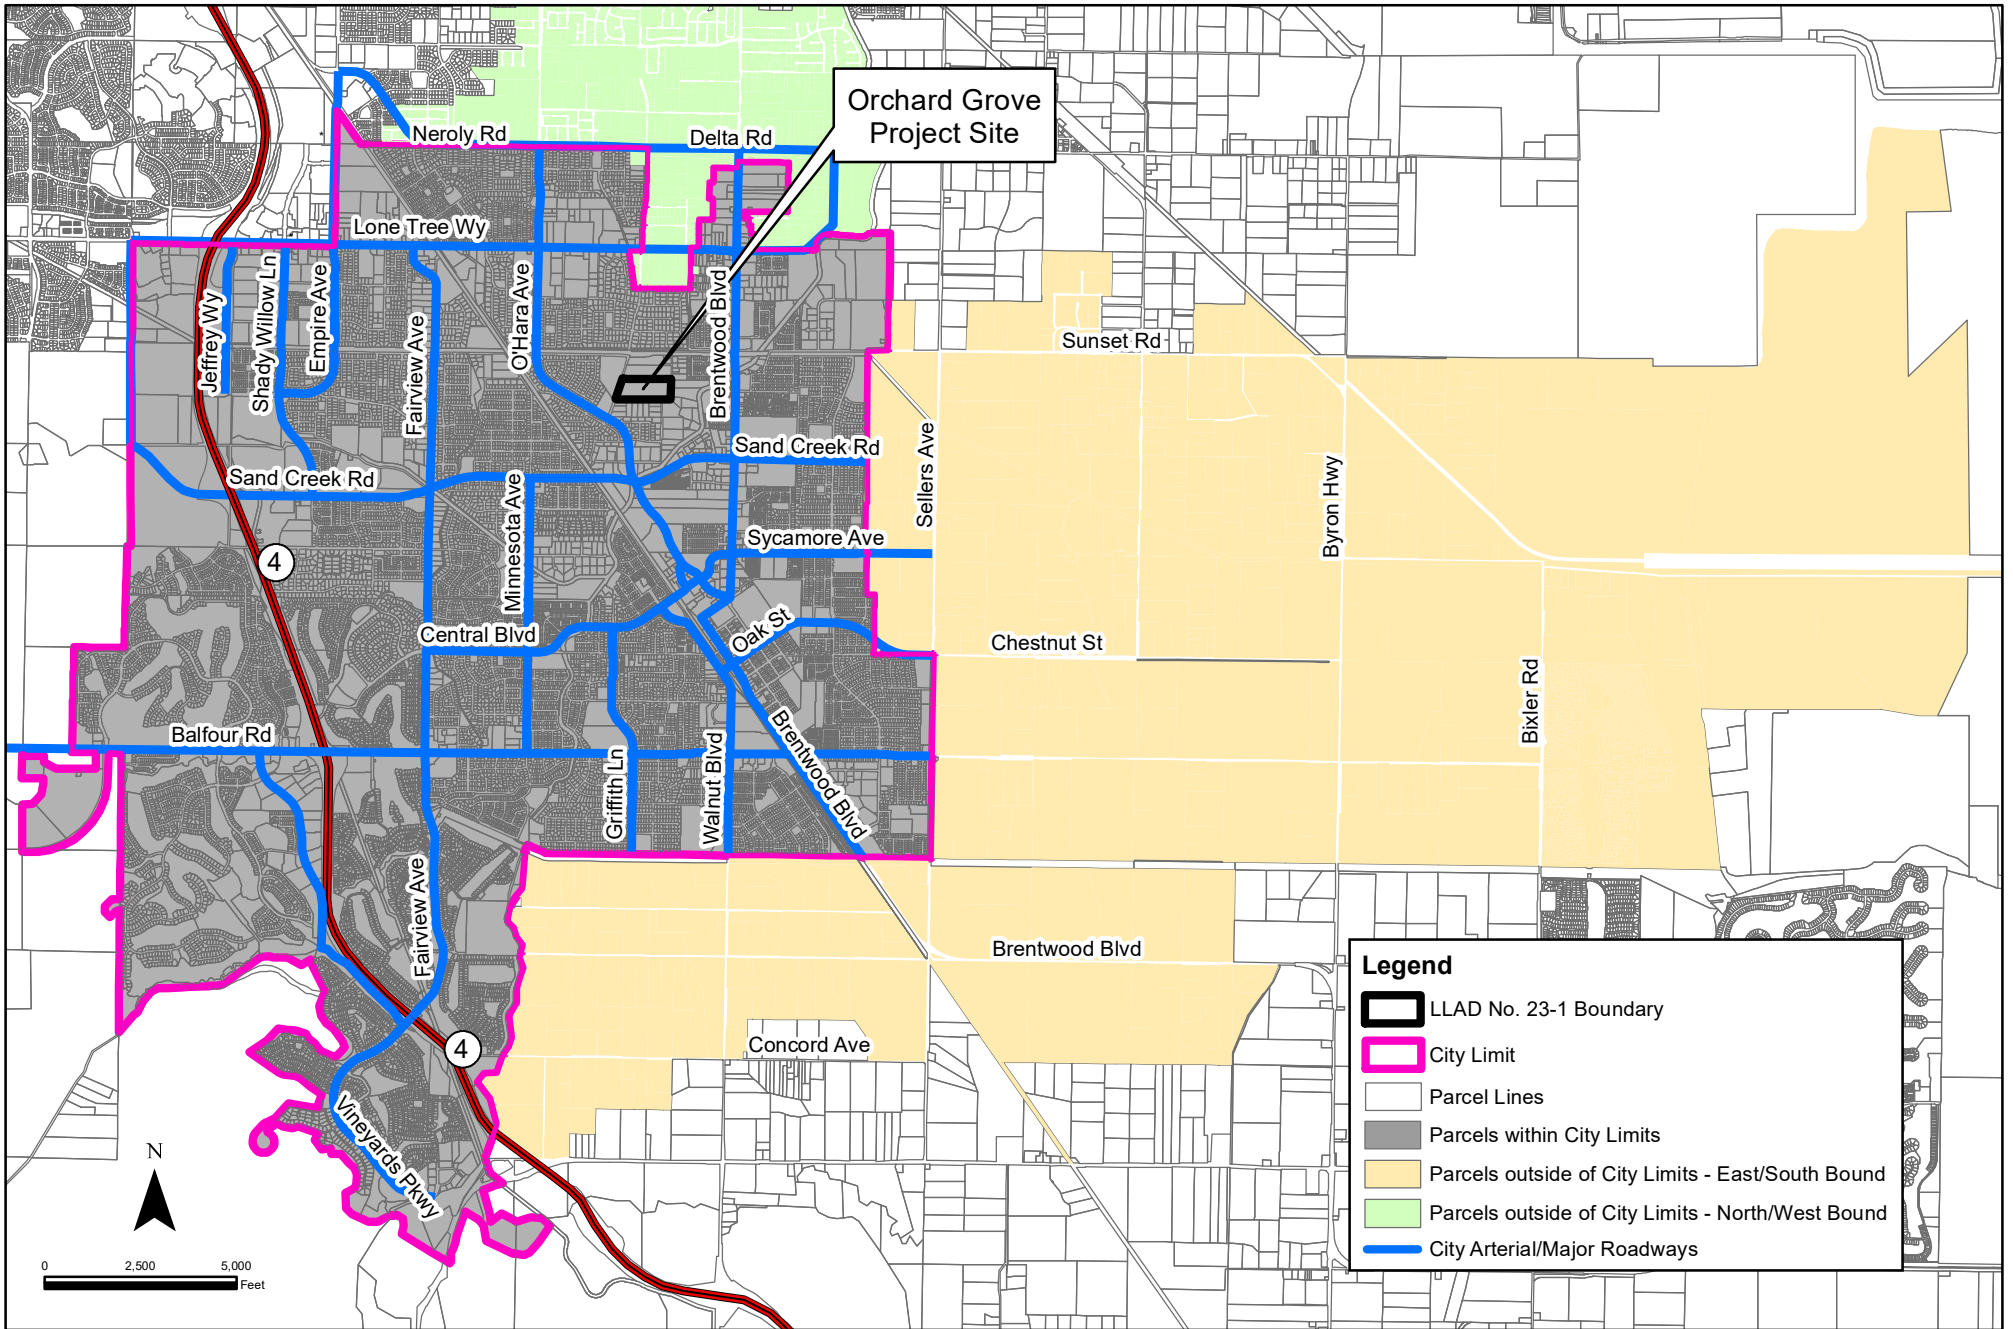 Orchard Grove
Project Site
Neroly Rd
Delta Rd
Lone Tree Wy
Jeffrey Wy
Shady Willow Ln
Empire Ave
Fairview Ave
O'Hara Ave
Brentwood Blvd
Sunset Rd
Sand Creek Rd
Sand Creek Rd
Sellers Ave
Byron Hwy
Minnesota Ave
Sycamore Ave
4
Central Blvd
Oak St
Chestnut St
Bixler Rd
Balfour Rd
Griffith Ln
Walnut Blvd
Brentwood Blvd
Fairview Ave
Brentwood Blvd
Concord Ave
4
Vineyards Pkwy
N
0 2,500 5,000
Feet
Legend
LLAD No. 23-1 Boundary
City Limit
Parcel Lines
Parcels within City Limits
Parcels outside of City Limits - East/South Bound
Parcels outside of City Limits - North/West Bound
City Arterial/Major Roadways